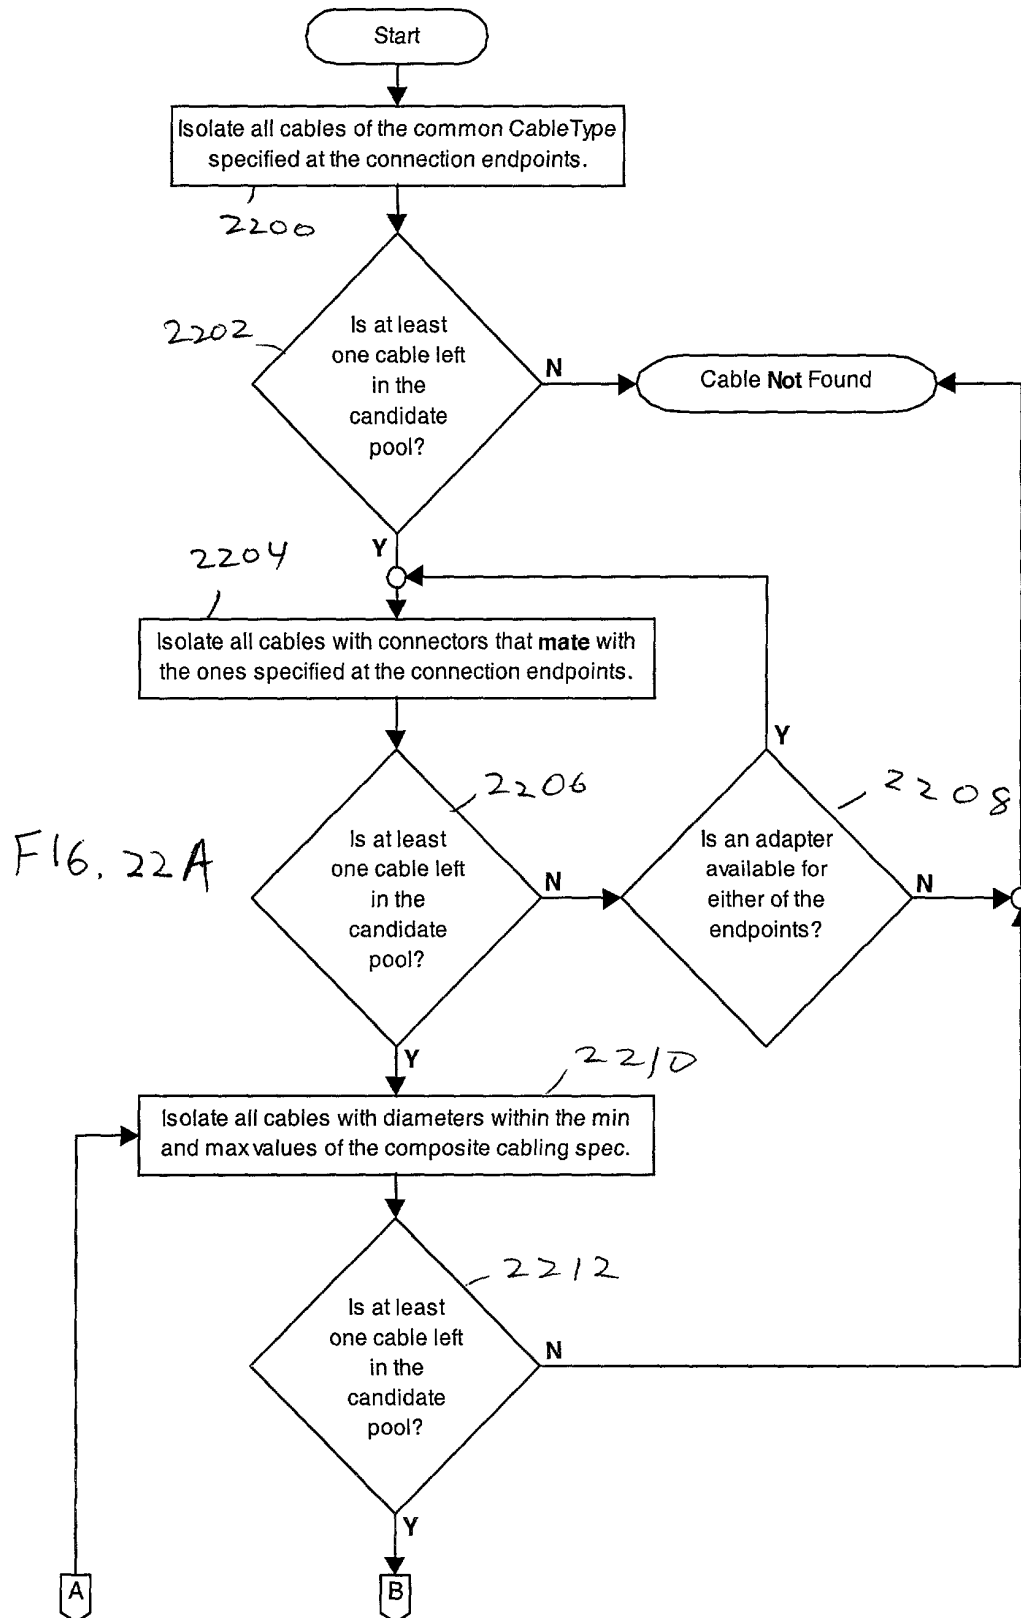 Start
Isolate all cables of the common CableType
specified at the connection endpoints.
2200
2202
Is at least
one cable left
in the
candidate
pool?
N
Cable Not Found
Y
2204
Isolate all cables with connectors that mate with
the ones specified at the connection endpoints.
Y
2206
2208
FIG. 22A
Is at least
one cable left
in the
candidate
pool?
N
Is an adapter
available for
either of the
endpoints?
N
Y
2210
Isolate all cables with diameters within the min
and max values of the composite cabling spec.
2212
Is at least
one cable left
in the
candidate
pool?
N
Y
A
B